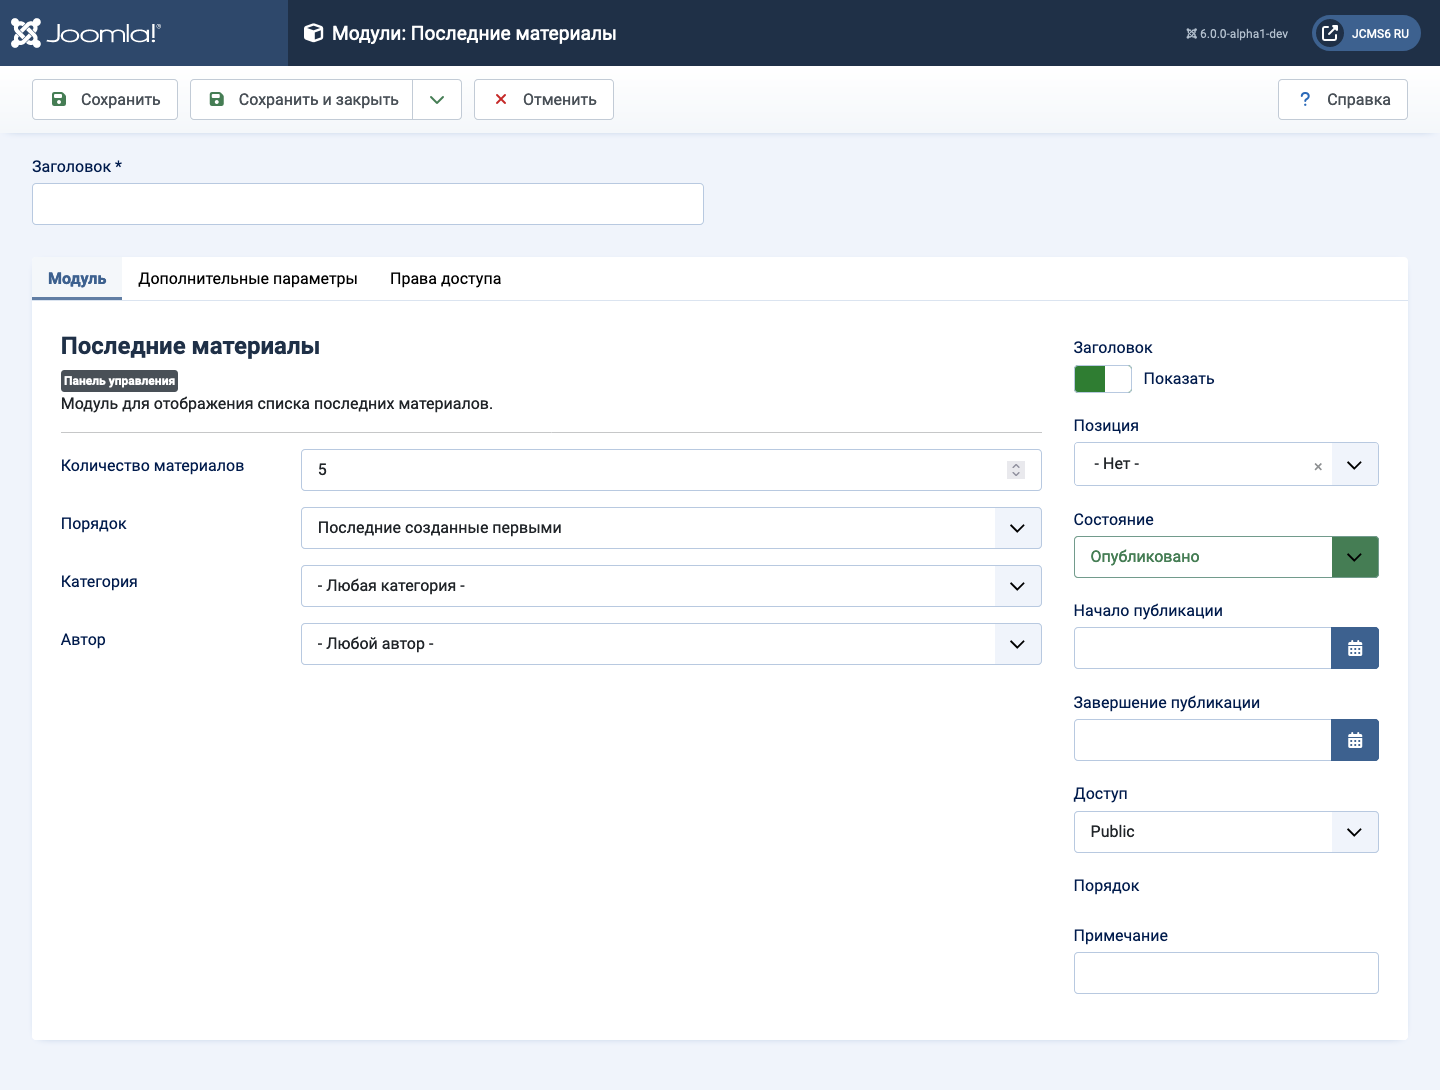 Joomla!®
Модули: Последние материалы
6.0.0-alpha1-dev
JCMS6 RU
Сохранить
Сохранить и закрыть
Отменить
? Справка
Заголовок *
Модуль
Дополнительные параметры
Права доступа
Последние материалы
Панель управления
Модуль для отображения списка последних материалов.
Количество материалов
5
Порядок
Последние созданные первыми
Категория
- Любая категория -
Автор
- Любой автор -
Заголовок
Показать
Позиция
- Нет - ×
Состояние
Опубликовано
Начало публикации
Завершение публикации
Доступ
Public
Порядок
Примечание